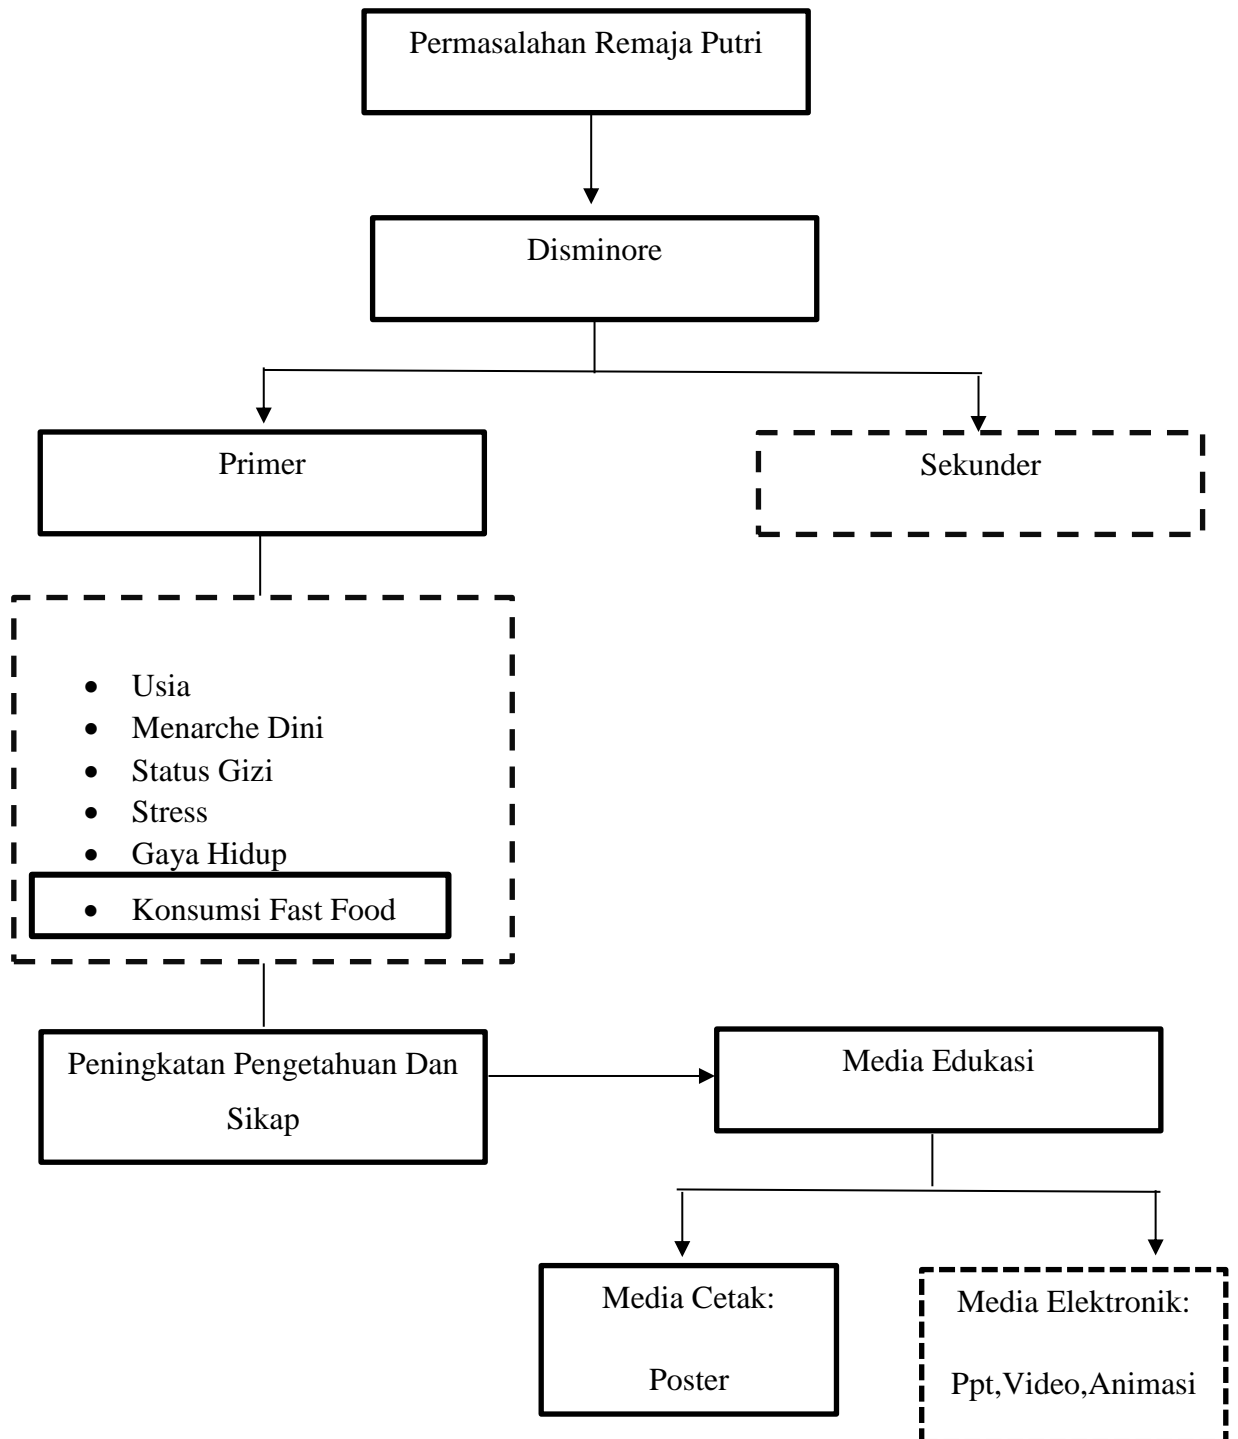 Permasalahan Remaja Putri
Disminore
Primer
Sekunder
• Usia
• Menarche Dini
• Status Gizi
• Stress
• Gaya Hidup
• Konsumsi Fast Food
Peningkatan Pengetahuan Dan
Sikap
Media Edukasi
Media Cetak:
Poster
Media Elektronik:
Ppt,Video,Animasi